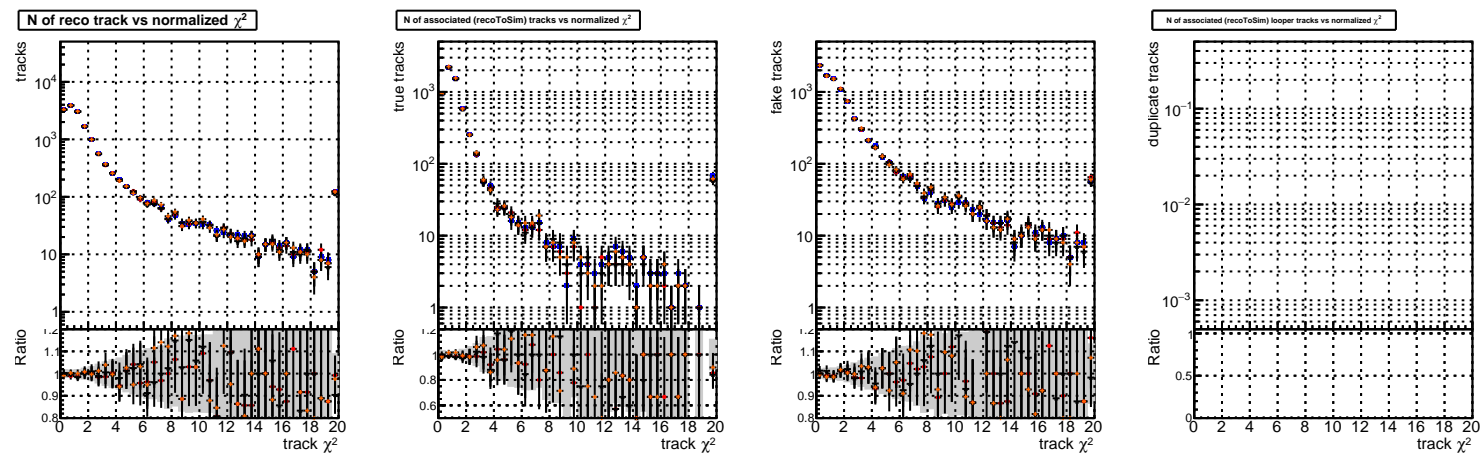 N of reco track vs normalized χ²
tracks
10⁴
10³
10²
10
1
Ratio
1.2
1.1
1
0.9
0.8
0 2 4 6 8 10 12 14 16 18 20
track χ²
N of associated (recoToSim) tracks vs normalized χ²
true tracks
10³
10²
10
1
Ratio
1.2
1
0.8
0.6
0 2 4 6 8 10 12 14 16 18 20
track χ²
fake tracks
10³
10²
10
1
Ratio
1.2
1.1
1
0.9
0.8
0 2 4 6 8 10 12 14 16 18 20
track χ²
N of associated (recoToSim) looper tracks vs normalized χ²
duplicate tracks
10⁻¹
10⁻²
10⁻³
Ratio
1
0.5
0
0 2 4 6 8 10 12 14 16 18 20
track χ²